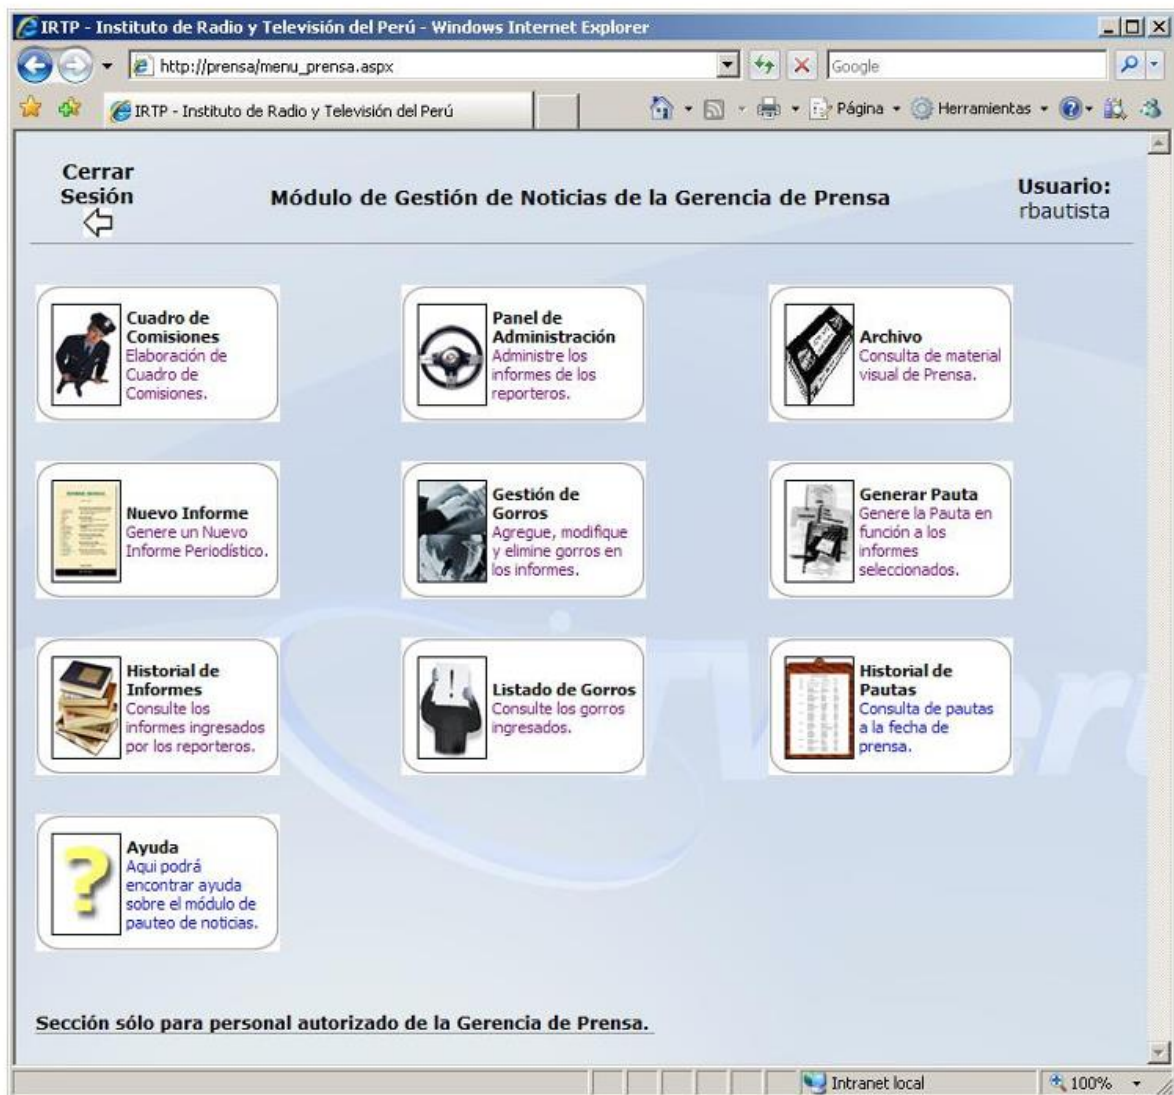 IRTP - Instituto de Radio y Televisión del Perú - Windows Internet Explorer
http://prensa/menu_prensa.aspx
Google
IRTP - Instituto de Radio y Televisión del Perú
Página
Herramientas
Cerrar
Sesión
Módulo de Gestión de Noticias de la Gerencia de Prensa
Usuario:
rbautista
Cuadro de
Comisiones
Elaboración de
Cuadro de
Comisiones.
Panel de
Administración
Administre los
informes de los
reporteros.
Archivo
Consulta de material
visual de Prensa.
Nuevo Informe
Genere un Nuevo
Informe Periodístico.
Gestión de
Gorros
Agregue, modifique
y elimine gorros en
los informes.
Generar Pauta
Genere la Pauta en
función a los
informes
seleccionados.
Historial de
Informes
Consulte los
informes ingresados
por los reporteros.
Listado de Gorros
Consulte los gorros
ingresados.
Historial de
Pautas
Consulta de pautas
a la fecha de
prensa.
Ayuda
Aqui podrá
encontrar ayuda
sobre el módulo de
pauteo de noticias.
Sección sólo para personal autorizado de la Gerencia de Prensa.
Intranet local
100%